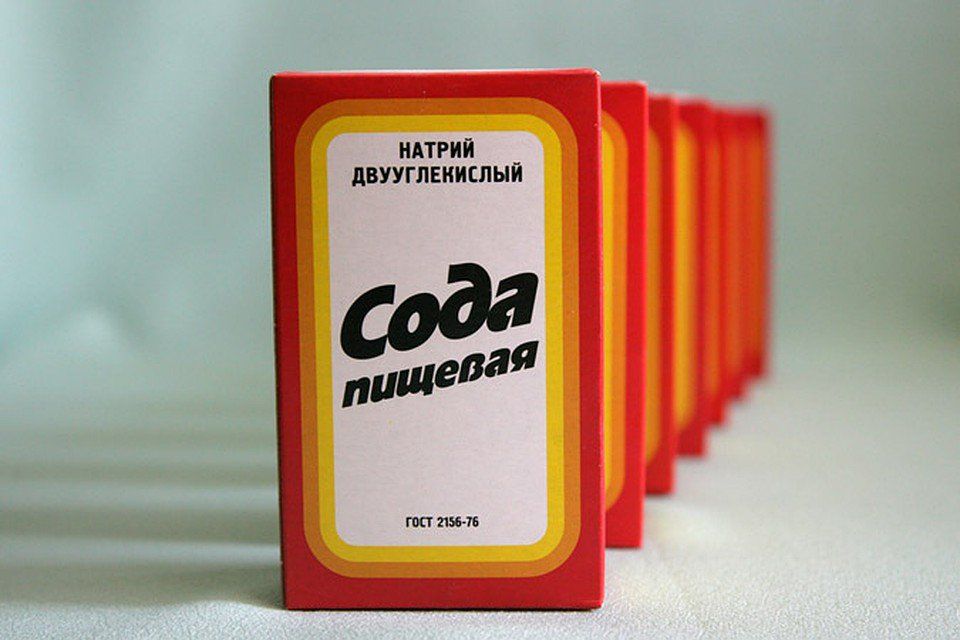 НАТРИЙ
ДВУУГЛЕКИСЛЫЙ
Сода
пищевая
ГОСТ 2156-76